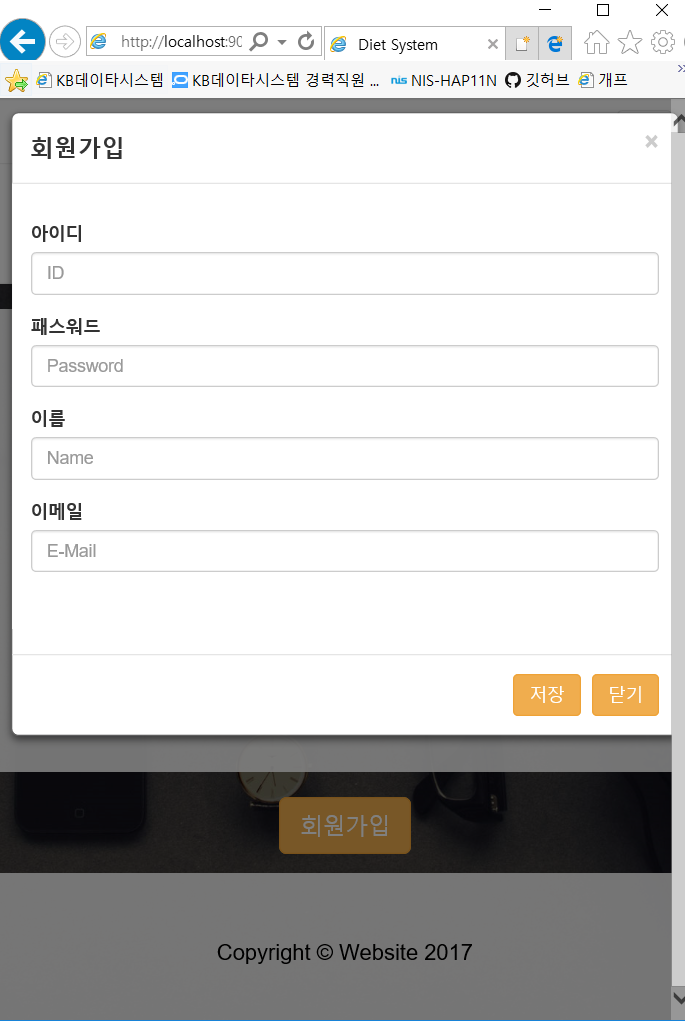 http://localhost:90
Diet System
KB데이타시스템 KB데이타시스템 경력직원 ... nis NIS-HAP11N 깃허브 개프
회원가입 ×
아이디
ID
패스워드
Password
이름
Name
이메일
E-Mail
저장 닫기
회원가입
Copyright © Website 2017